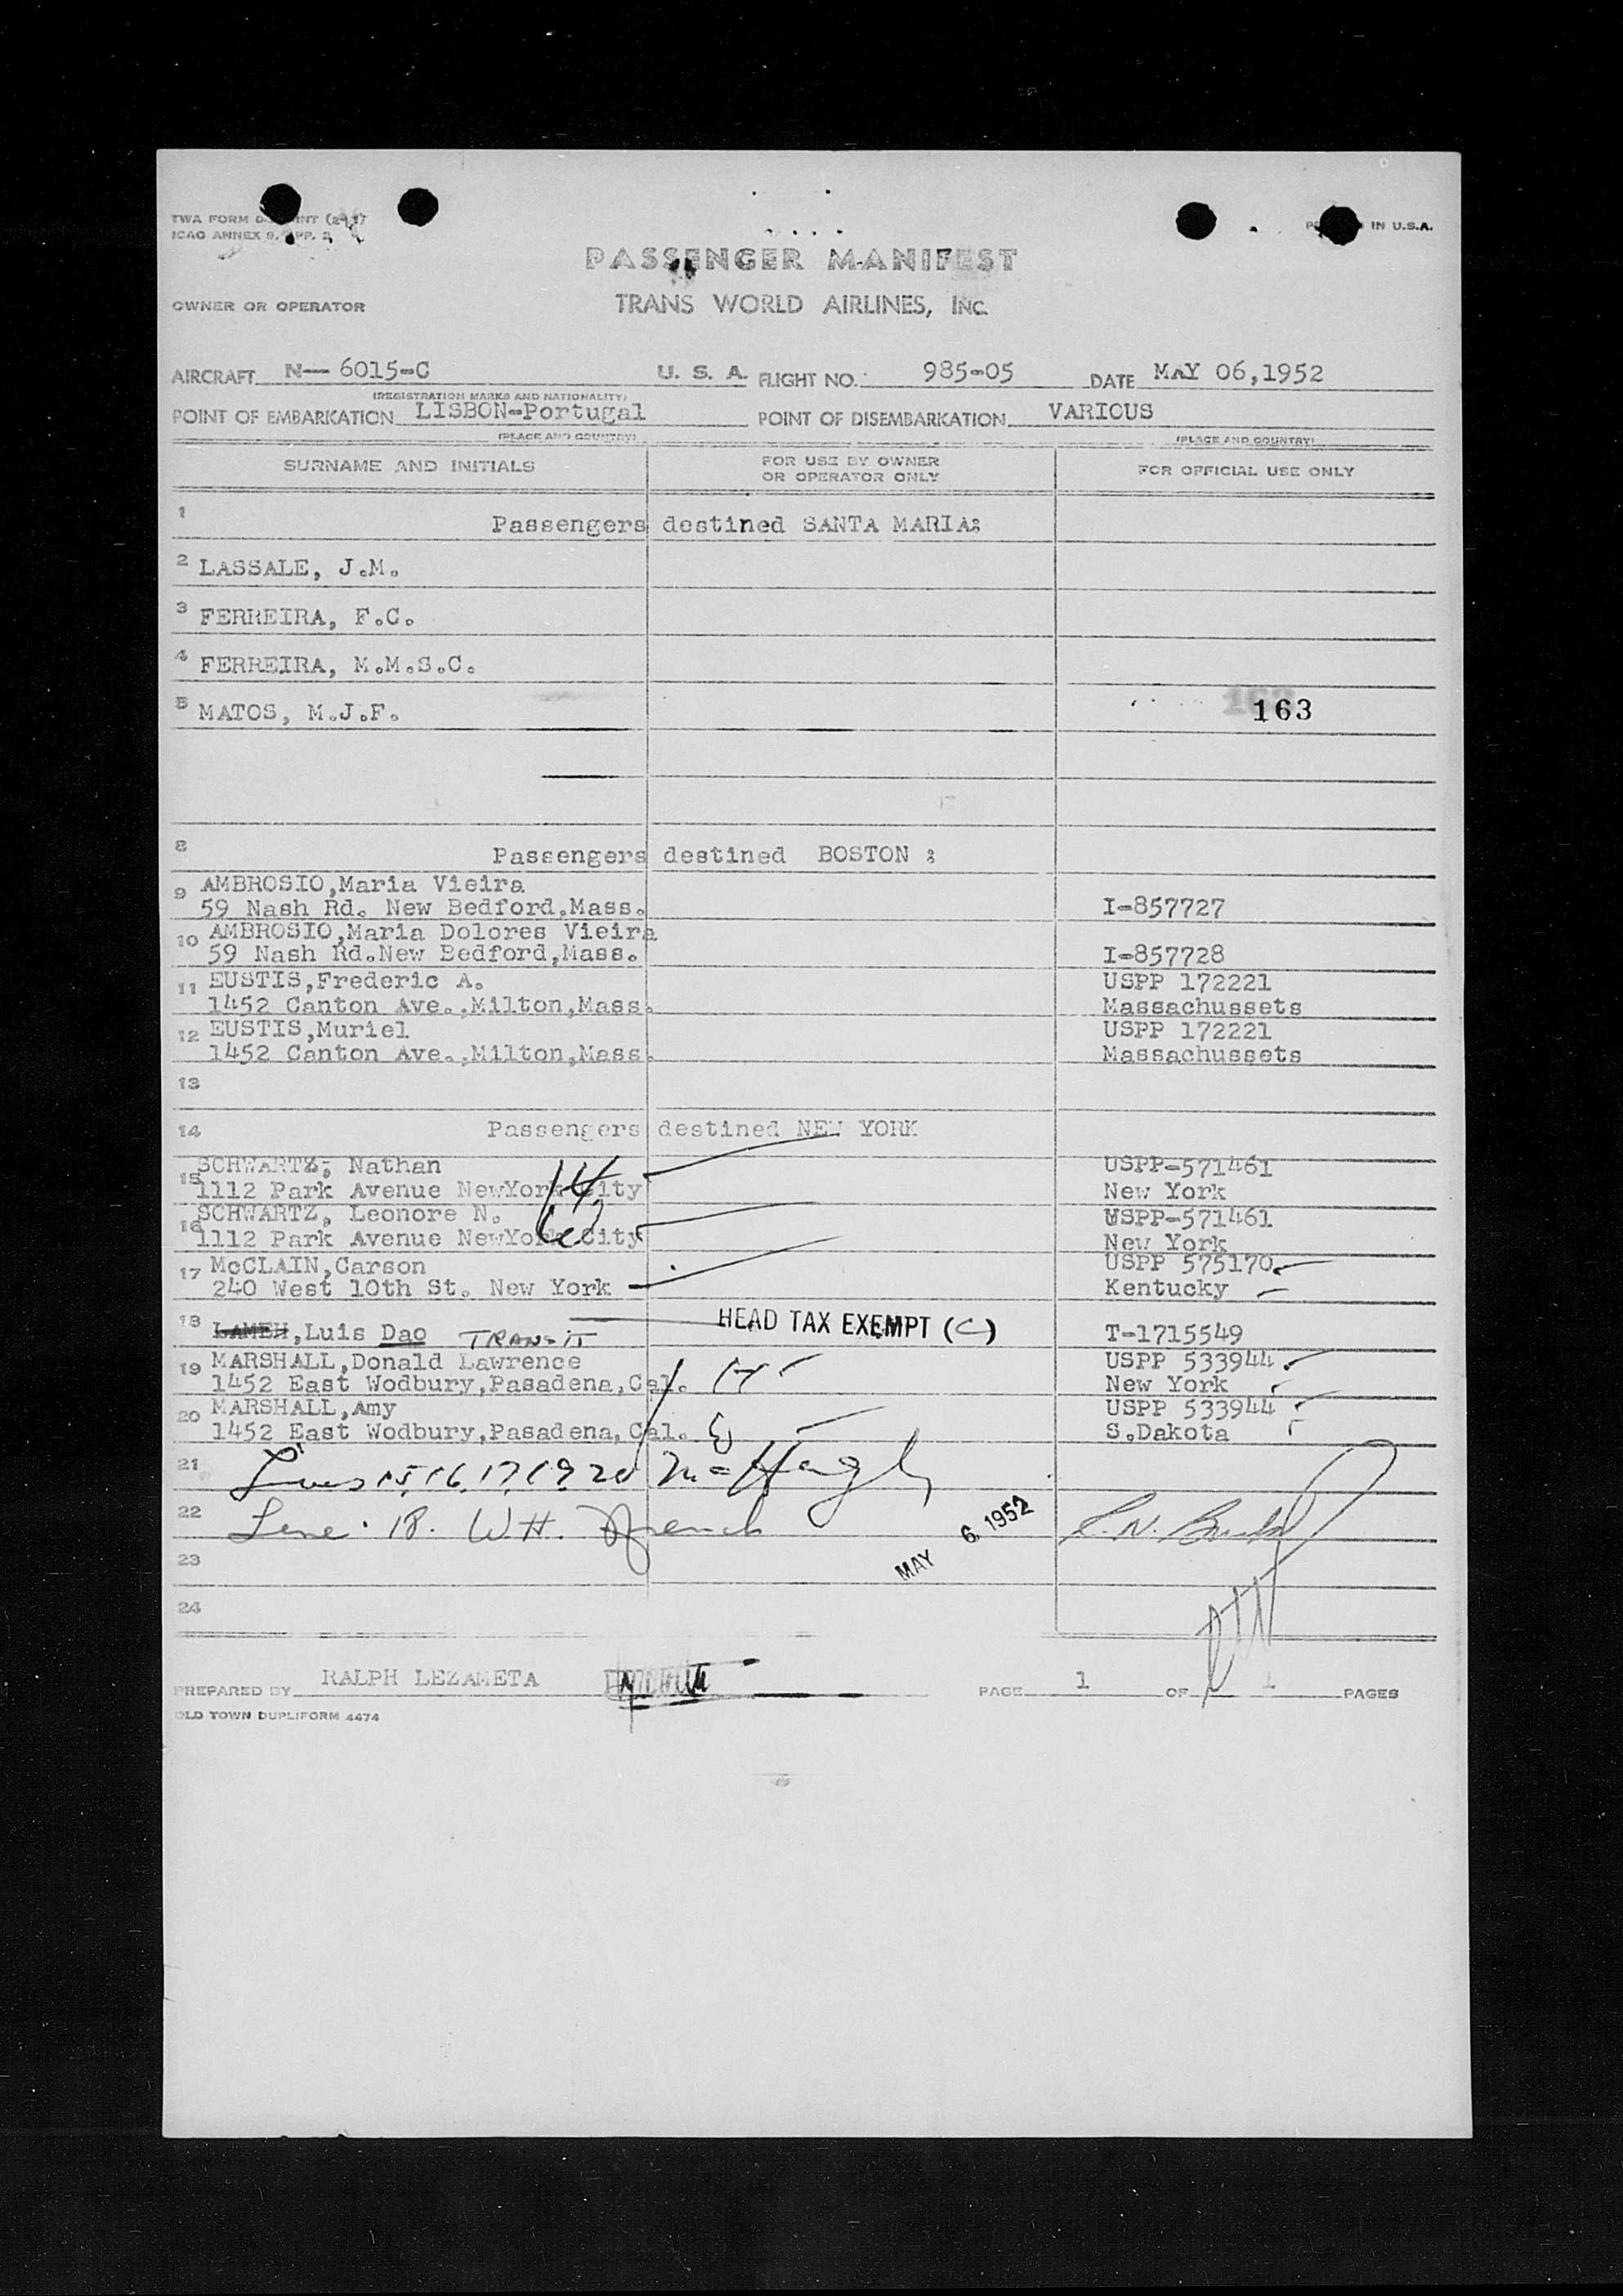 TWA FORM
ICAO ANNEX 9, APP. 2
IN U.S.A.
PASSENGER MANIFEST
OWNER OR OPERATOR TRANS WORLD AIRLINES, INC.
AIRCRAFT N— 6015-C U. S. A. FLIGHT NO. 985-05 DATE MAY 06,1952
(REGISTRATION MARKS AND NATIONALITY)
POINT OF EMBARKATION LISBON-Portugal POINT OF DISEMBARKATION VARIOUS
(PLACE AND COUNTRY) (PLACE AND COUNTRY)
SURNAME AND INITIALS FOR USE BY OWNER OR OPERATOR ONLY FOR OFFICIAL USE ONLY
1 Passengers destined SANTA MARIA:
2 LASSALE, J.M.
3 FERREIRA, F.C.
4 FERREIRA, M.M.S.C.
5 MATOS, M.J.F. 163
8 Passengers destined BOSTON :
9 AMBROSIO,Maria Vieira
59 Nash Rd. New Bedford,Mass. I-857727
10 AMBROSIO,Maria Dolores Vieira
59 Nash Rd.New Bedford,Mass. I-857728
11 EUSTIS,Frederic A. USPP 172221
1452 Canton Ave.,Milton,Mass. Massachussets
12 EUSTIS,Muriel USPP 172221
1452 Canton Ave.,Milton,Mass. Massachussets
13
14 Passengers destined NEW YORK
15 SCHWARTZ, Nathan USPP-571461
1112 Park Avenue NewYork City New York
16 SCHWARTZ, Leonore N. USPP-571461
1112 Park Avenue NewYork City New York
17 McCLAIN,Carson USPP 575170
240 West 10th St. New York Kentucky
18 LAMEH,Luis Dao TRANSIT HEAD TAX EXEMPT (C) T-1715549
19 MARSHALL,Donald Lawrence USPP 533944
1452 East Wodbury,Pasadena,Cal. H New York
20 MARSHALL,Amy USPP 533944
1452 East Wodbury,Pasadena,Cal. S.Dakota
21 Lines 15,16,17,19,20
22 Line 18. W.H. French
MAY 6 1952
23
24
PREPARED BY RALPH LEZAMETA PAGE 1 OF 1 PAGES
OLD TOWN DUPLIFORM 4474